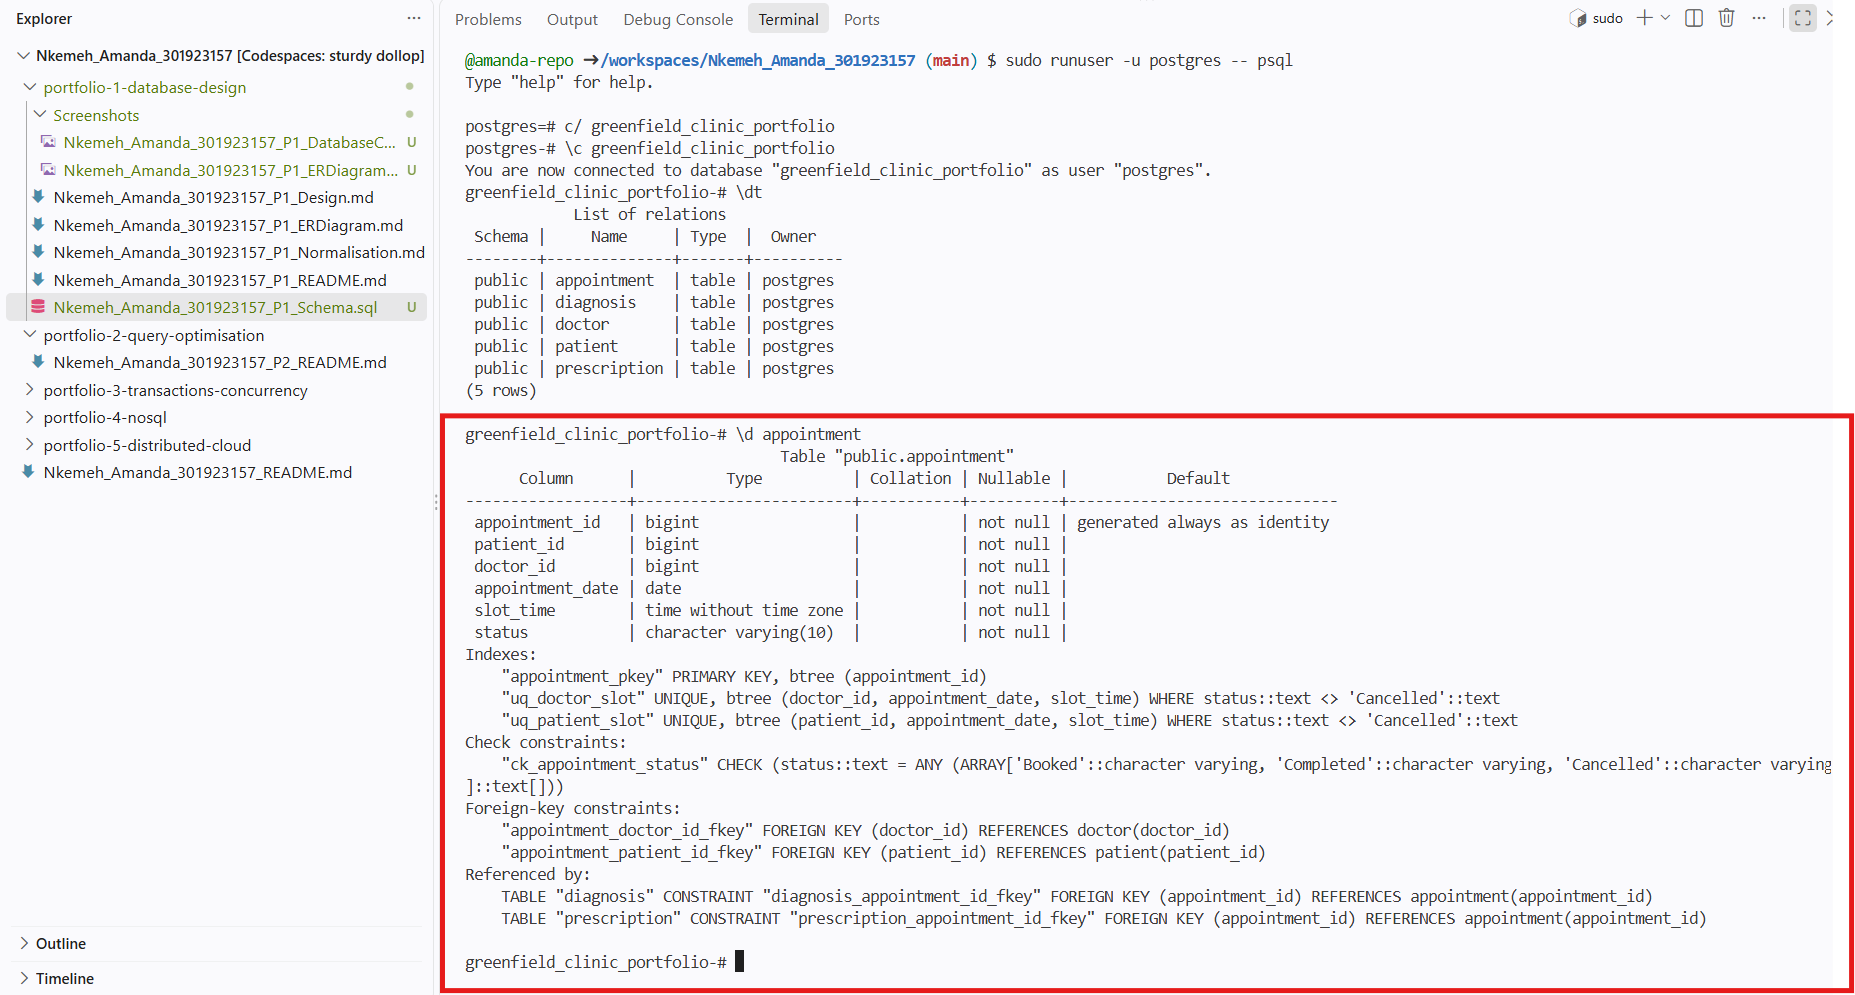 Explorer
Nkemeh_Amanda_301923157 [Codespaces: sturdy dollop]
portfolio-1-database-design
Screenshots
Nkemeh_Amanda_301923157_P1_DatabaseC... U
Nkemeh_Amanda_301923157_P1_ERDiagram... U
Nkemeh_Amanda_301923157_P1_Design.md
Nkemeh_Amanda_301923157_P1_ERDiagram.md
Nkemeh_Amanda_301923157_P1_Normalisation.md
Nkemeh_Amanda_301923157_P1_README.md
Nkemeh_Amanda_301923157_P1_Schema.sql U
portfolio-2-query-optimisation
Nkemeh_Amanda_301923157_P2_README.md
portfolio-3-transactions-concurrency
portfolio-4-nosql
portfolio-5-distributed-cloud
Nkemeh_Amanda_301923157_README.md
Outline
Timeline
Problems Output Debug Console Terminal Ports
sudo
@amanda-repo ➜/workspaces/Nkemeh_Amanda_301923157 (main) $ sudo runuser -u postgres -- psql
Type "help" for help.
postgres=# c/ greenfield_clinic_portfolio
postgres-# \c greenfield_clinic_portfolio
You are now connected to database "greenfield_clinic_portfolio" as user "postgres".
greenfield_clinic_portfolio-# \dt
List of relations
Schema | Name | Type | Owner
--------+--------------+-------+----------
public | appointment | table | postgres
public | diagnosis | table | postgres
public | doctor | table | postgres
public | patient | table | postgres
public | prescription | table | postgres
(5 rows)
greenfield_clinic_portfolio-# \d appointment
Table "public.appointment"
Column | Type | Collation | Nullable | Default
------------------+------------------------+-----------+----------+------------------------------
appointment_id | bigint | | not null | generated always as identity
patient_id | bigint | | not null |
doctor_id | bigint | | not null |
appointment_date | date | | not null |
slot_time | time without time zone | | not null |
status | character varying(10) | | not null |
Indexes:
"appointment_pkey" PRIMARY KEY, btree (appointment_id)
"uq_doctor_slot" UNIQUE, btree (doctor_id, appointment_date, slot_time) WHERE status::text <> 'Cancelled'::text
"uq_patient_slot" UNIQUE, btree (patient_id, appointment_date, slot_time) WHERE status::text <> 'Cancelled'::text
Check constraints:
"ck_appointment_status" CHECK (status::text = ANY (ARRAY['Booked'::character varying, 'Completed'::character varying, 'Cancelled'::character varying
]::text[]))
Foreign-key constraints:
"appointment_doctor_id_fkey" FOREIGN KEY (doctor_id) REFERENCES doctor(doctor_id)
"appointment_patient_id_fkey" FOREIGN KEY (patient_id) REFERENCES patient(patient_id)
Referenced by:
TABLE "diagnosis" CONSTRAINT "diagnosis_appointment_id_fkey" FOREIGN KEY (appointment_id) REFERENCES appointment(appointment_id)
TABLE "prescription" CONSTRAINT "prescription_appointment_id_fkey" FOREIGN KEY (appointment_id) REFERENCES appointment(appointment_id)
greenfield_clinic_portfolio-#